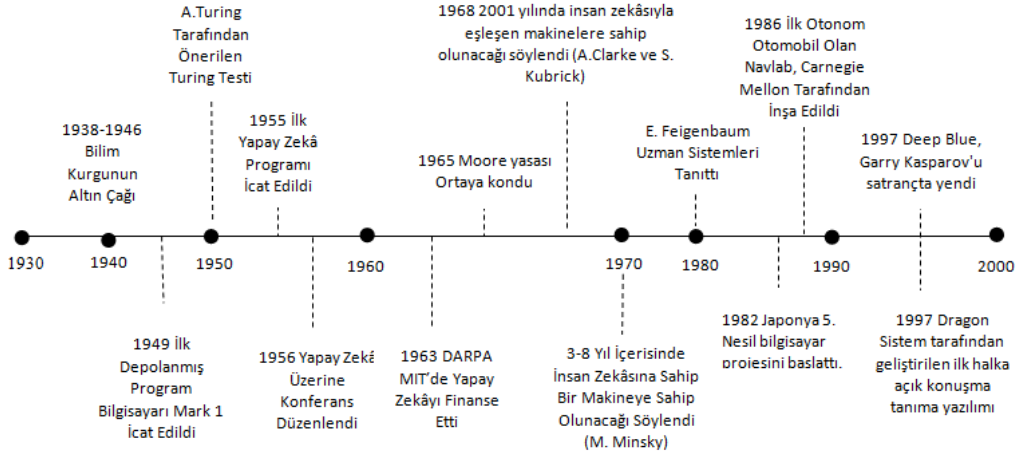 A.Turing
Tarafından
Önerilen
Turing Testi
1968 2001 yılında insan zekâsıyla
eşleşen makinelere sahip
olunacağı söylendi (A.Clarke ve S.
Kubrick)
1986 İlk Otonom
Otomobil Olan
Navlab, Carnegie
Mellon Tarafından
İnşa Edildi
1938-1946
Bilim
Kurgunun
Altın Çağı
1955 İlk
Yapay Zekâ
Programı
İcat Edildi
1965 Moore yasası
Ortaya kondu
E. Feigenbaum
Uzman Sistemleri
Tanıttı
1997 Deep Blue,
Garry Kasparov'u
satrançta yendi
1930
1940
1950
1960
1970
1980
1990
2000
1949 İlk
Depolanmış
Program
Bilgisayarı Mark 1
İcat Edildi
1956 Yapay Zekâ
Üzerine
Konferans
Düzenlendi
1963 DARPA
MIT’de Yapay
Zekâyı Finanse
Etti
3-8 Yıl İçerisinde
İnsan Zekâsına Sahip
Bir Makineye Sahip
Olunacağı Söylendi
(M. Minsky)
1982 Japonya 5.
Nesil bilgisayar
projesini başlattı.
1997 Dragon
Sistem tarafından
geliştirilen ilk halka
açık konuşma
tanıma yazılımı